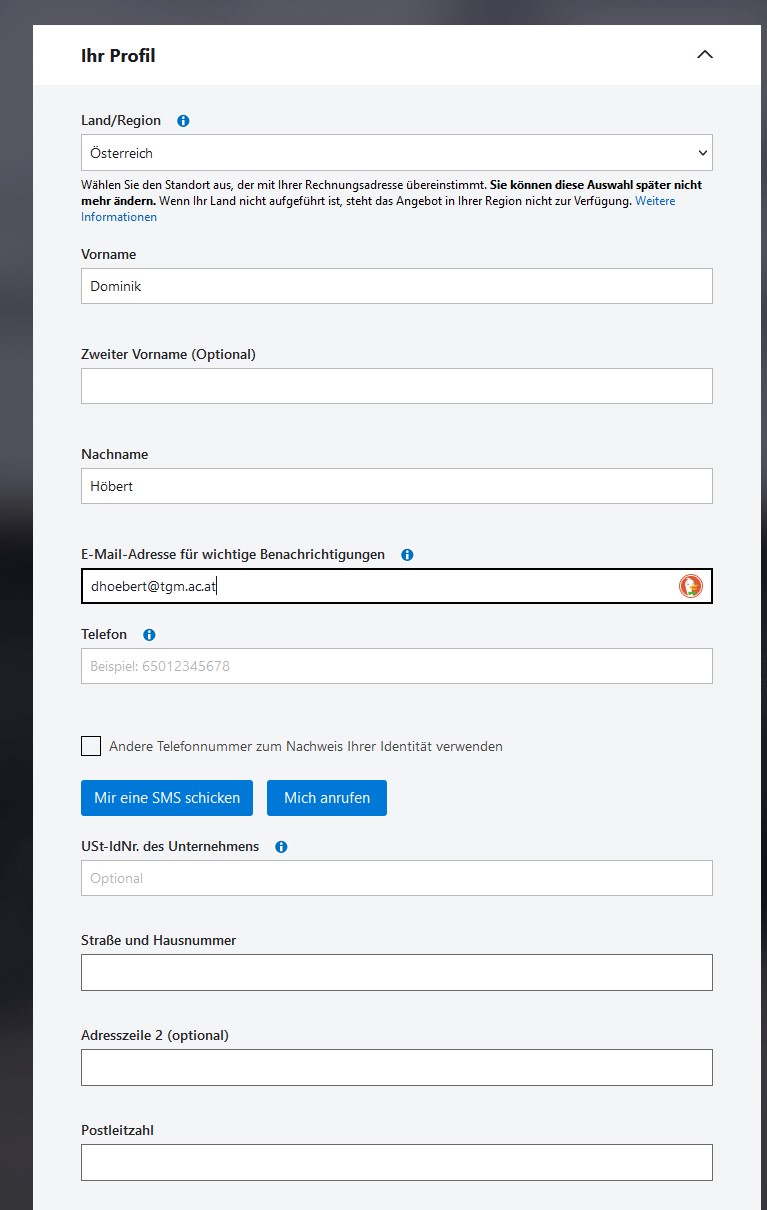 Ihr Profil
Land/Region
Österreich
Wählen Sie den Standort aus, der mit Ihrer Rechnungsadresse übereinstimmt. Sie können diese Auswahl später nicht
mehr ändern. Wenn Ihr Land nicht aufgeführt ist, steht das Angebot in Ihrer Region nicht zur Verfügung. Weitere
Informationen
Vorname
Dominik
Zweiter Vorname (Optional)
Nachname
Höbert
E-Mail-Adresse für wichtige Benachrichtigungen
dhoebert@tgm.ac.at
Telefon
Beispiel: 65012345678
Andere Telefonnummer zum Nachweis Ihrer Identität verwenden
Mir eine SMS schicken Mich anrufen
USt-IdNr. des Unternehmens
Optional
Straße und Hausnummer
Adresszeile 2 (optional)
Postleitzahl